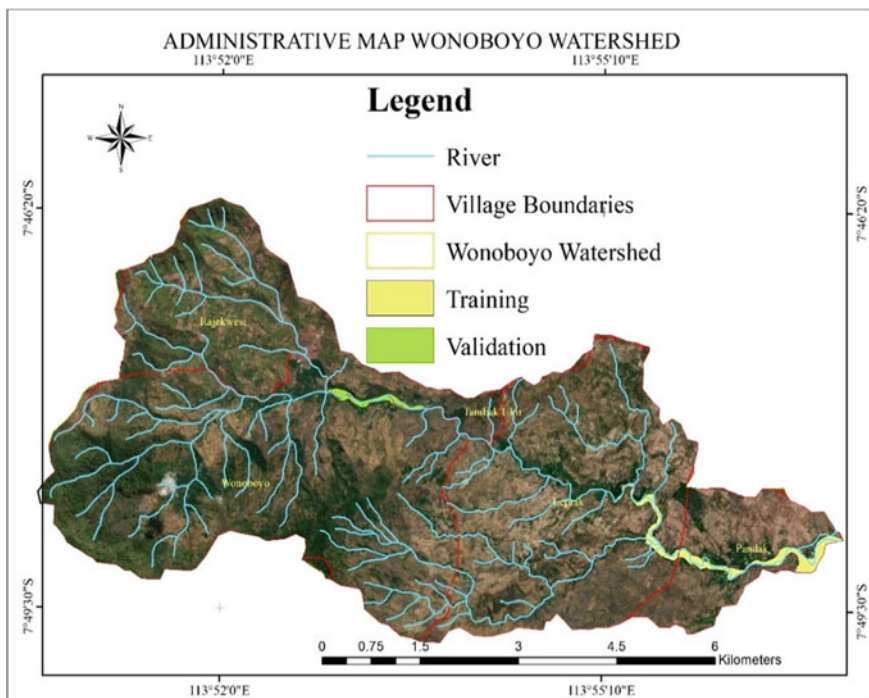 ADMINISTRATIVE MAP WONOBOYO WATERSHED
113°52'0"E
113°55'10"E
Legend
N
W E
S
River
7°46'20"S
7°46'20"S
Village Boundaries
Wonoboyo Watershed
Training
Rajekwesi
Validation
Wonoboyo
Pandak
7°49'30"S
7°49'30"S
0 0.75 1.5 3 4.5 6
Kilometers
113°52'0"E
113°55'10"E